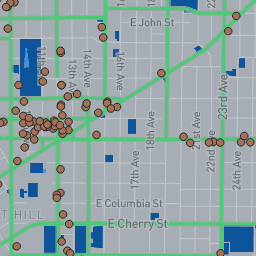 E John St
11th Ave
13th Ave
14th Ave
16th Ave
17th Ave
18th Ave
21st Ave
22nd Ave
23rd Ave
24th Ave
E Columbia St
T HILL
E Cherry St